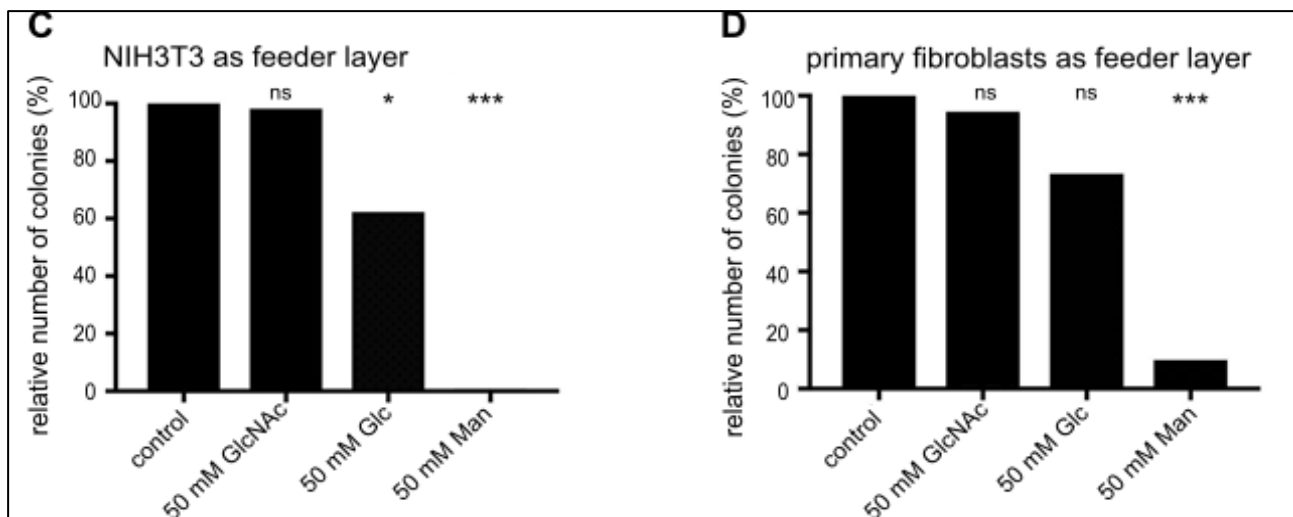 C
NIH3T3 as feeder layer
relative number of colonies (%)
100
80
60
40
20
0
ns
*
***
control
50 mM GlcNAc
50 mM Glc
50 mM Man
D
primary fibroblasts as feeder layer
relative number of colonies (%)
100
80
60
40
20
0
ns
ns
***
control
50 mM GlcNAc
50 mM Glc
50 mM Man